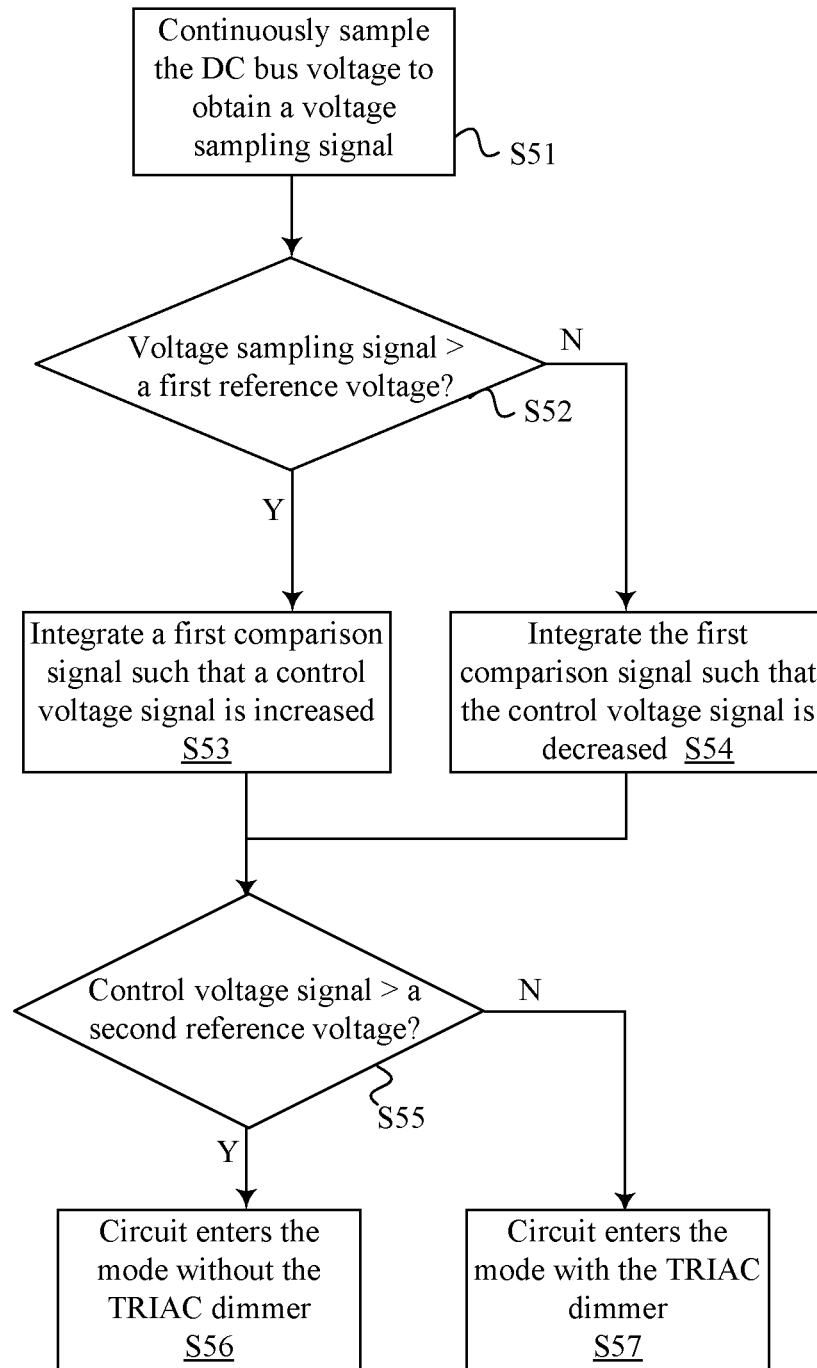 Continuously sample
the DC bus voltage to
obtain a voltage
sampling signal
S51
Voltage sampling signal >
a first reference voltage?
N
S52
Y
Integrate a first comparison
signal such that a control
voltage signal is increased
S53
Integrate the first
comparison signal such that
the control voltage signal is
decreased S54
Control voltage signal > a
second reference voltage?
N
S55
Y
Circuit enters the
mode without the
TRIAC dimmer
S56
Circuit enters the
mode with the TRIAC
dimmer
S57